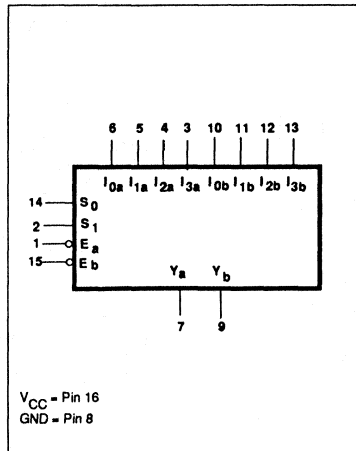 6 5 4 3 10 11 12 13
I0a I1a I2a I3a I0b I1b I2b I3b
14 S0
2 S1
1 Ea
15 Eb
Ya Yb
7 9
VCC = Pin 16
GND = Pin 8